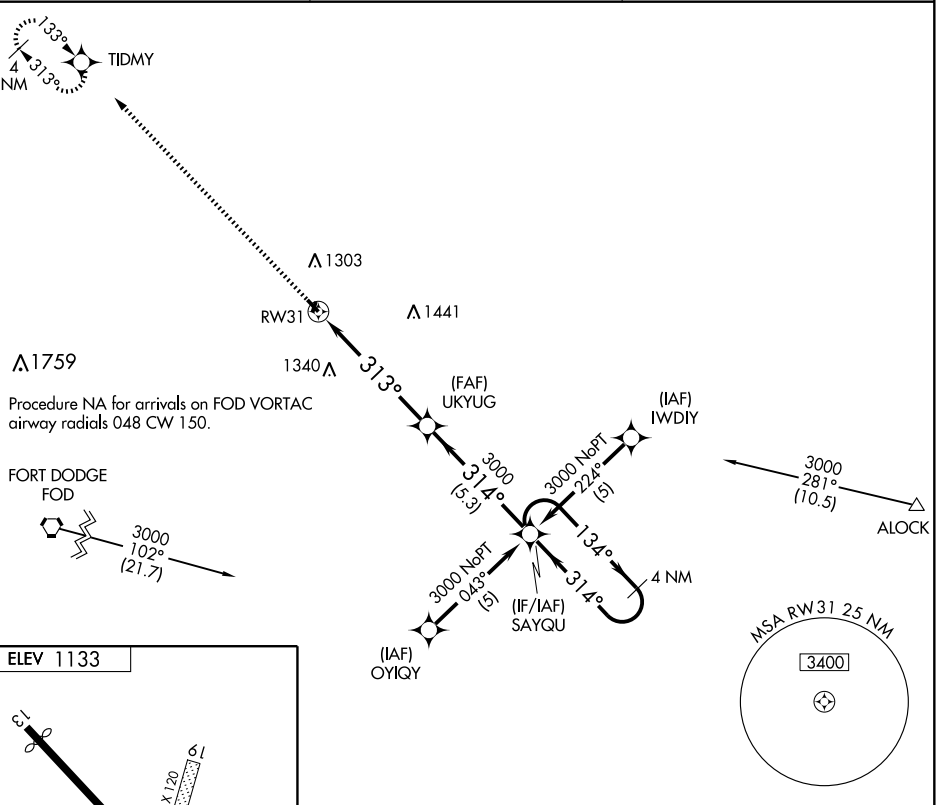 133°
TIDMY
4
NM
313°
1303
RW31
1441
1759
1340
313°
Procedure NA for arrivals on FOD VORTAC
airway radials 048 CW 150.
(FAF)
UKYUG
(IAF)
IWDIY
3000
314°
(5.3)
3000 NoPT
224°
(5)
3000
281°
(10.5)
ALOCK
FORT DODGE
FOD
3000
102°
(21.7)
134°
314°
4 NM
3000 NoPT
043°
(5)
(IF/IAF)
SAYQU
(IAF)
OYIQY
MSA RW31 25 NM
3400
ELEV 1133
13
19
X 120